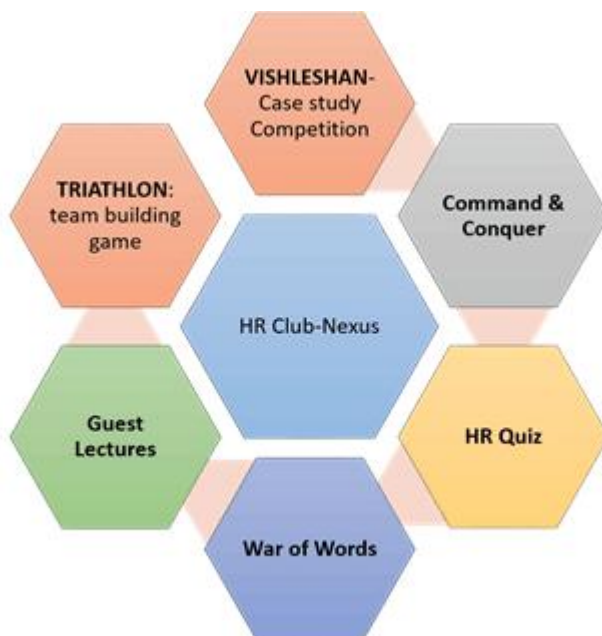 VISHLESHAN-
Case study
Competition
TRIATHLON:
team building
game
Command &
Conquer
HR Club-Nexus
Guest
Lectures
HR Quiz
War of Words